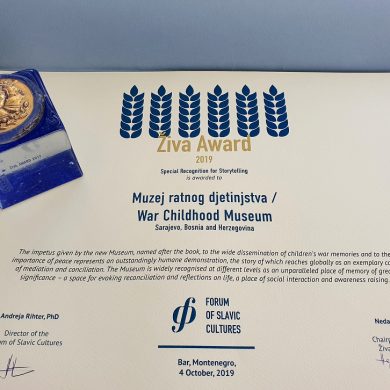 Živa Award
2019
Special Recognition for Storytelling
is awarded to
Muzej ratnog djetinjstva /
War Childhood Museum
Sarajevo, Bosnia and Herzegovina
The impetus given by the new Museum, named after the book, to the wide dissemination of children's war memories and to the
importance of peace represents an outstandingly humane demonstration, the story of which reaches globally as an exemplary co
of mediation and conciliation. The Museum is widely recognised at different levels as an unparalleled place of memory of grea
significance – a space for evoking reconciliation and reflections on life, a place of social interaction and awareness raising.
Andreja Rihter, PhD
Director of the
m of Slavic Cultures
FORUM
OF SLAVIC
CULTURES
Neda
Chairp
Živa
Bar, Montenegro,
4 October, 2019